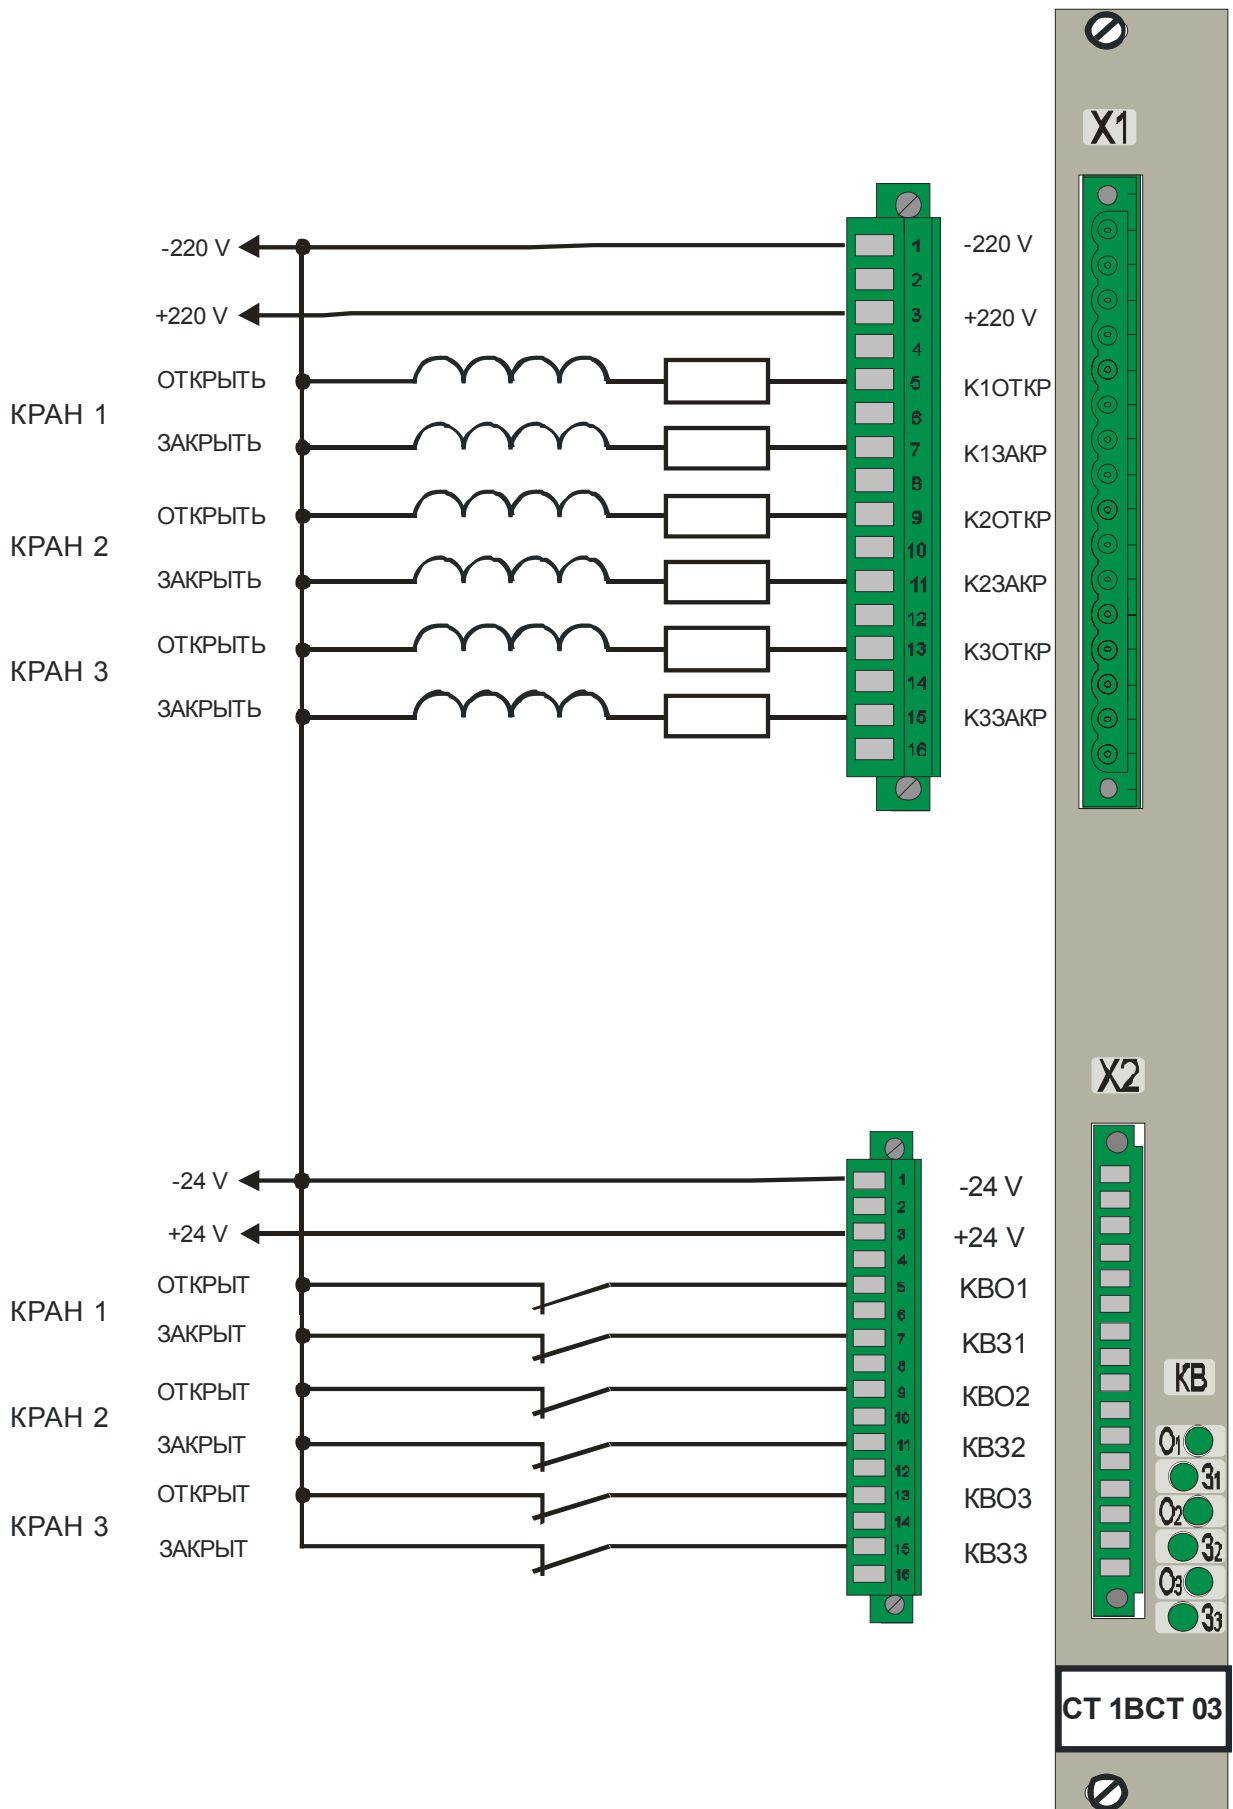 X1
-220 V
1
-220 V
2
+220 V
3
+220 V
4
КРАН 1
ОТКРЫТЬ
5
К1ОТКР
6
ЗАКРЫТЬ
7
К1ЗАКР
8
КРАН 2
ОТКРЫТЬ
9
К2ОТКР
10
ЗАКРЫТЬ
11
К2ЗАКР
12
КРАН 3
ОТКРЫТЬ
13
К3ОТКР
14
ЗАКРЫТЬ
15
К3ЗАКР
16
X2
-24 V
1
-24 V
2
+24 V
3
+24 V
4
КРАН 1
ОТКРЫТ
5
КВО1
6
ЗАКРЫТ
7
КВЗ1
8
КРАН 2
ОТКРЫТ
9
КВО2
10
ЗАКРЫТ
11
КВЗ2
12
КРАН 3
ОТКРЫТ
13
КВО3
14
ЗАКРЫТ
15
КВЗ3
16
КВ
О1
З1
О2
З2
О3
З3
СТ 1ВСТ 03